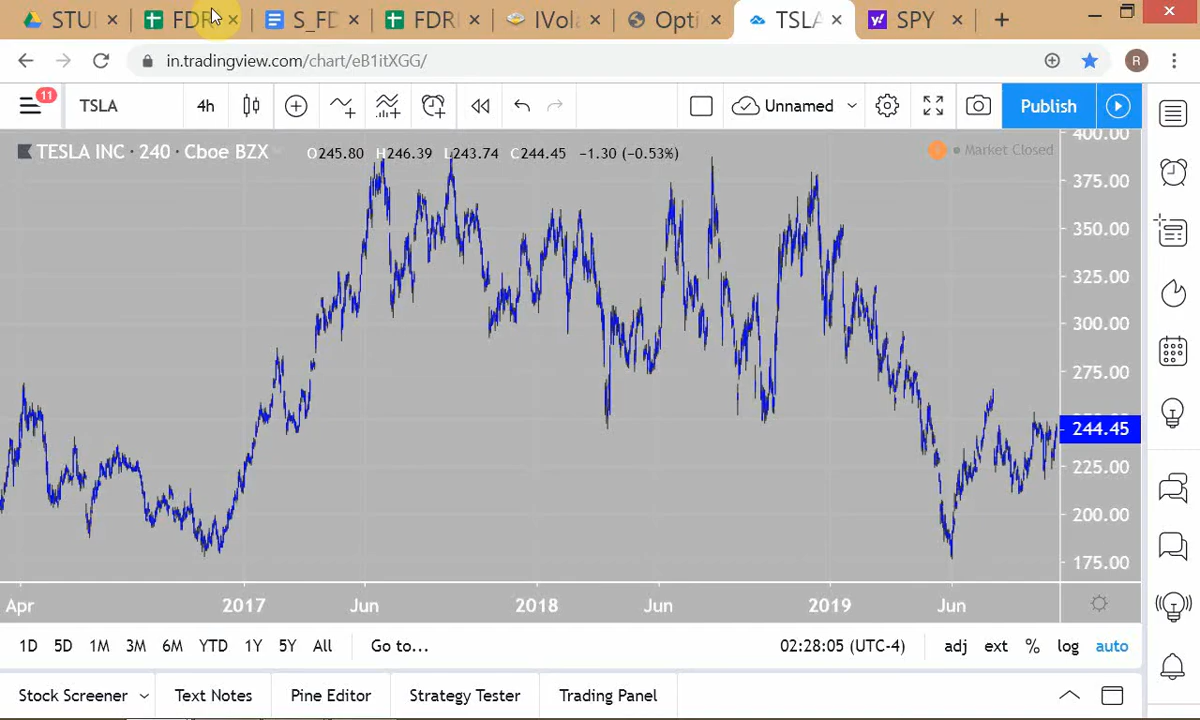 STU
FDR
S_FD
FDR
IVola
Opti
TSLA
SPY
in.tradingview.com/chart/eB1itXGG/
R
11
TSLA
4h
Unnamed
Publish
TESLA INC · 240 · Cboe BZX
O245.80 H246.39 L243.74 C244.45 −1.30 (−0.53%)
Market Closed
400.00
375.00
350.00
325.00
300.00
275.00
244.45
225.00
200.00
175.00
Apr
2017
Jun
2018
Jun
2019
Jun
1D 5D 1M 3M 6M YTD 1Y 5Y All Go to...
02:28:05 (UTC-4) adj ext % log auto
Stock Screener Text Notes Pine Editor Strategy Tester Trading Panel